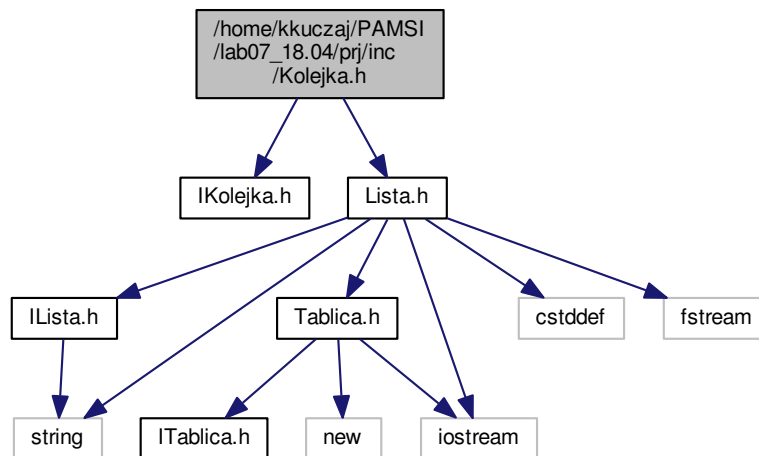 /home/kkuczaj/PAMSI
/lab07_18.04/prj/inc
/Kolejka.h
IKolejka.h
Lista.h
ILista.h
Tablica.h
cstddef
fstream
string
ITablica.h
new
iostream